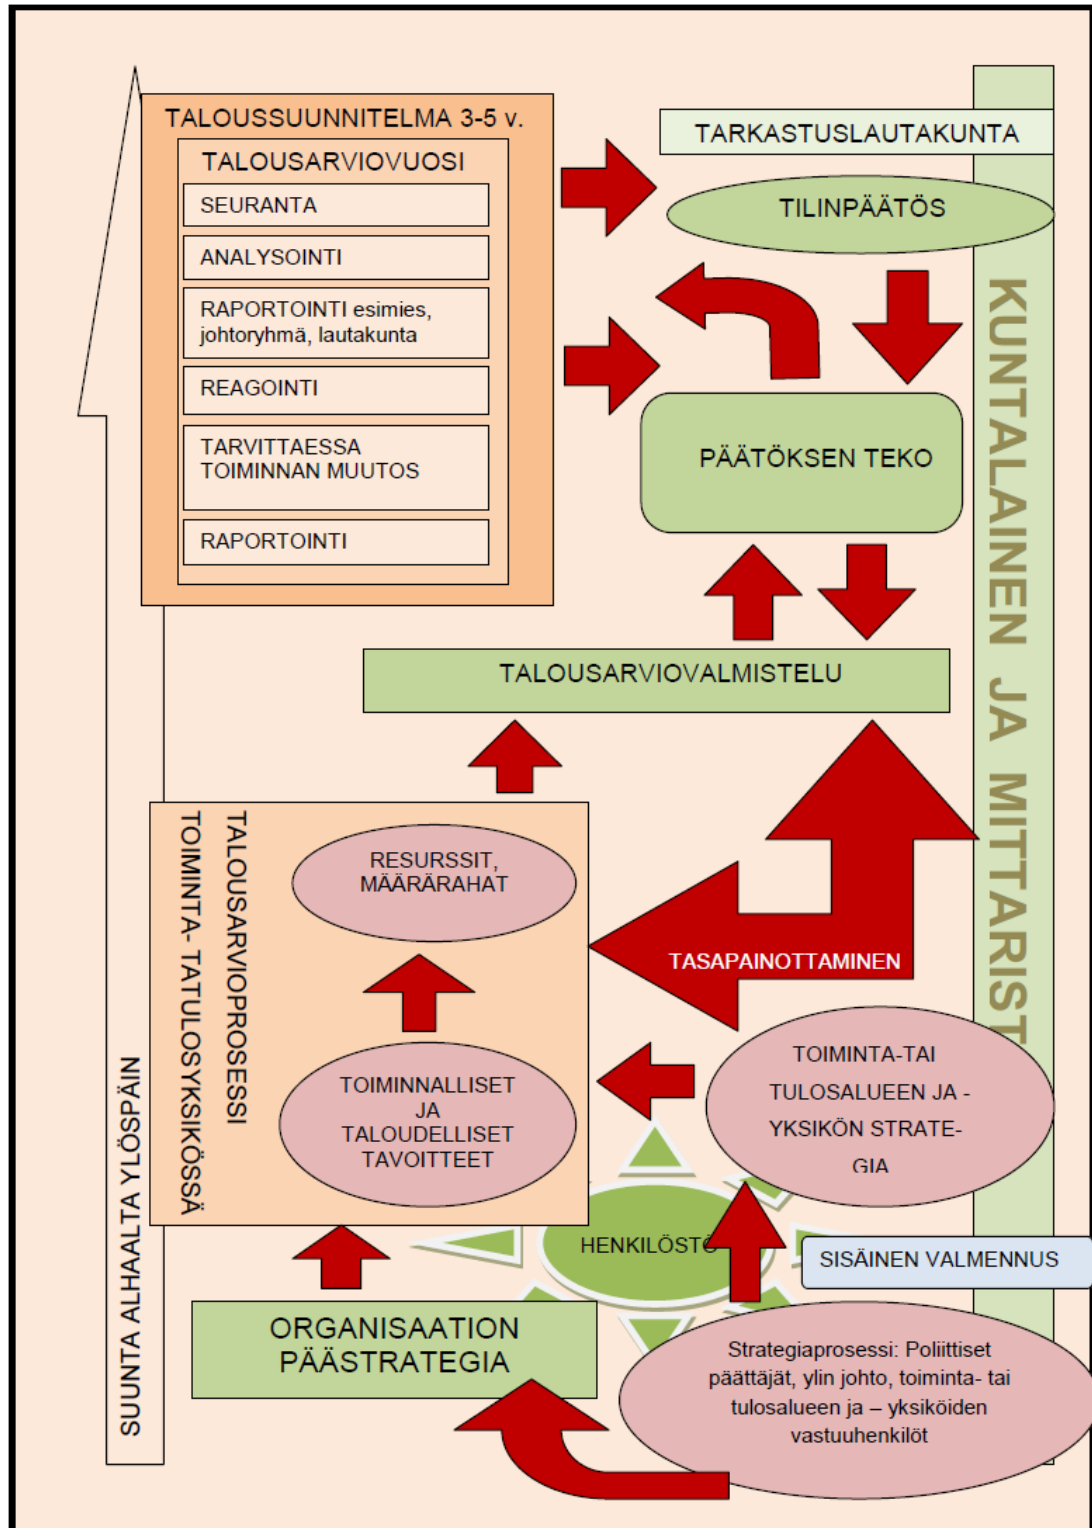 TALOUSSUUNNITELMA 3-5 v.
TALOUSARVIOVUOSI
SEURANTA
ANALYSOINTI
RAPORTOINTI esimies,
johtoryhmä, lautakunta
REAGOINTI
TARVITTAESSA
TOIMINNAN MUUTOS
RAPORTOINTI
TARKASTUSLAUTAKUNTA
TILINPÄÄTÖS
PÄÄTÖKSEN TEKO
TALOUSARVIOVALMISTELU
KUNTALAINEN JA MITTARIST
TALOUSARVIOPROSESSI
TOIMINTA- TATULOSYKSIKÖSSÄ
RESURSSIT,
MÄÄRÄRAHAT
TASAPAINOTTAMINEN
TOIMINNALLISET
JA
TALOUDELLISET
TAVOITTEET
TOIMINTA-TAI
TULOSALUEEN JA -
YKSIKÖN STRATE-
GIA
HENKILÖSTÖ
SISÄINEN VALMENNUS
ORGANISAATION
PÄÄSTRATEGIA
Strategiaprosessi: Poliittiset
päättäjät, ylin johto, toiminta- tai
tulosalueen ja – yksiköiden
vastuuhenkilöt
SUUNTA ALHAALTA YLÖSPÄIN